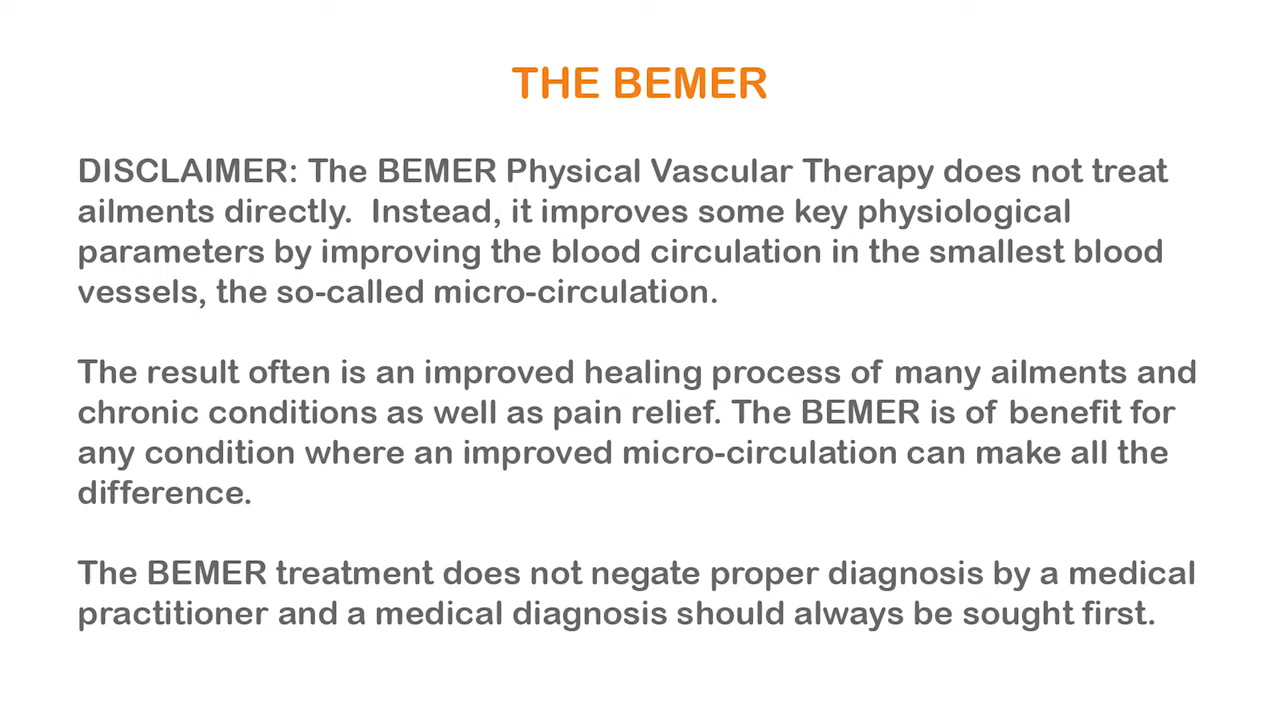 THE BEMER
DISCLAIMER: The BEMER Physical Vascular Therapy does not treat
ailments directly.  Instead, it improves some key physiological
parameters by improving the blood circulation in the smallest blood
vessels, the so-called micro-circulation.
The result often is an improved healing process of many ailments and
chronic conditions as well as pain relief. The BEMER is of benefit for
any condition where an improved micro-circulation can make all the
difference.
The BEMER treatment does not negate proper diagnosis by a medical
practitioner and a medical diagnosis should always be sought first.